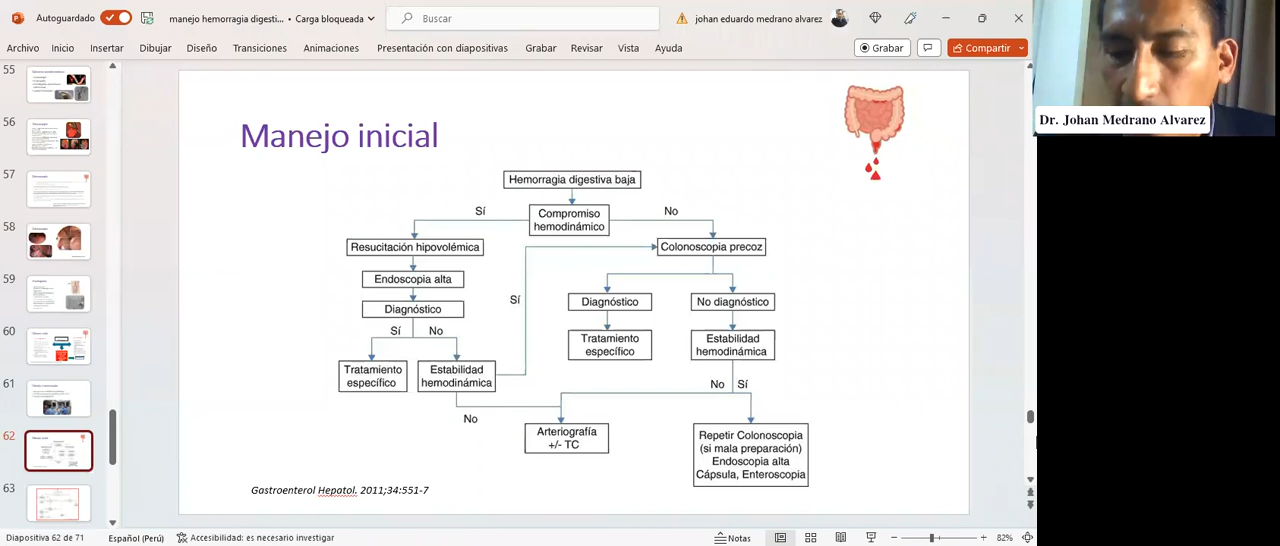 Autoguardado
manejo hemorragia digesti... • Carga bloqueada
Buscar
johan eduardo medrano alvarez
Archivo Inicio Insertar Dibujar Diseño Transiciones Animaciones Presentación con diapositivas Grabar Revisar Vista Ayuda
Grabar
Compartir
Dr. Johan Medrano Alvarez
55
56
57
58
59
60
61
62
63
Manejo inicial
Hemorragia digestiva baja
Sí
Compromiso
hemodinámico
No
Resucitación hipovolémica
Colonoscopia precoz
Endoscopia alta
Diagnóstico
Sí
No
Sí
Tratamiento
específico
Estabilidad
hemodinámica
Diagnóstico
No diagnóstico
Tratamiento
específico
Estabilidad
hemodinámica
No
Sí
No
Arteriografía
+/- TC
Repetir Colonoscopia
(si mala preparación)
Endoscopia alta
Cápsula, Enteroscopia
Gastroenterol Hepatol. 2011;34:551-7
Diapositiva 62 de 71
Español (Perú)
Accesibilidad: es necesario investigar
Notas
82%